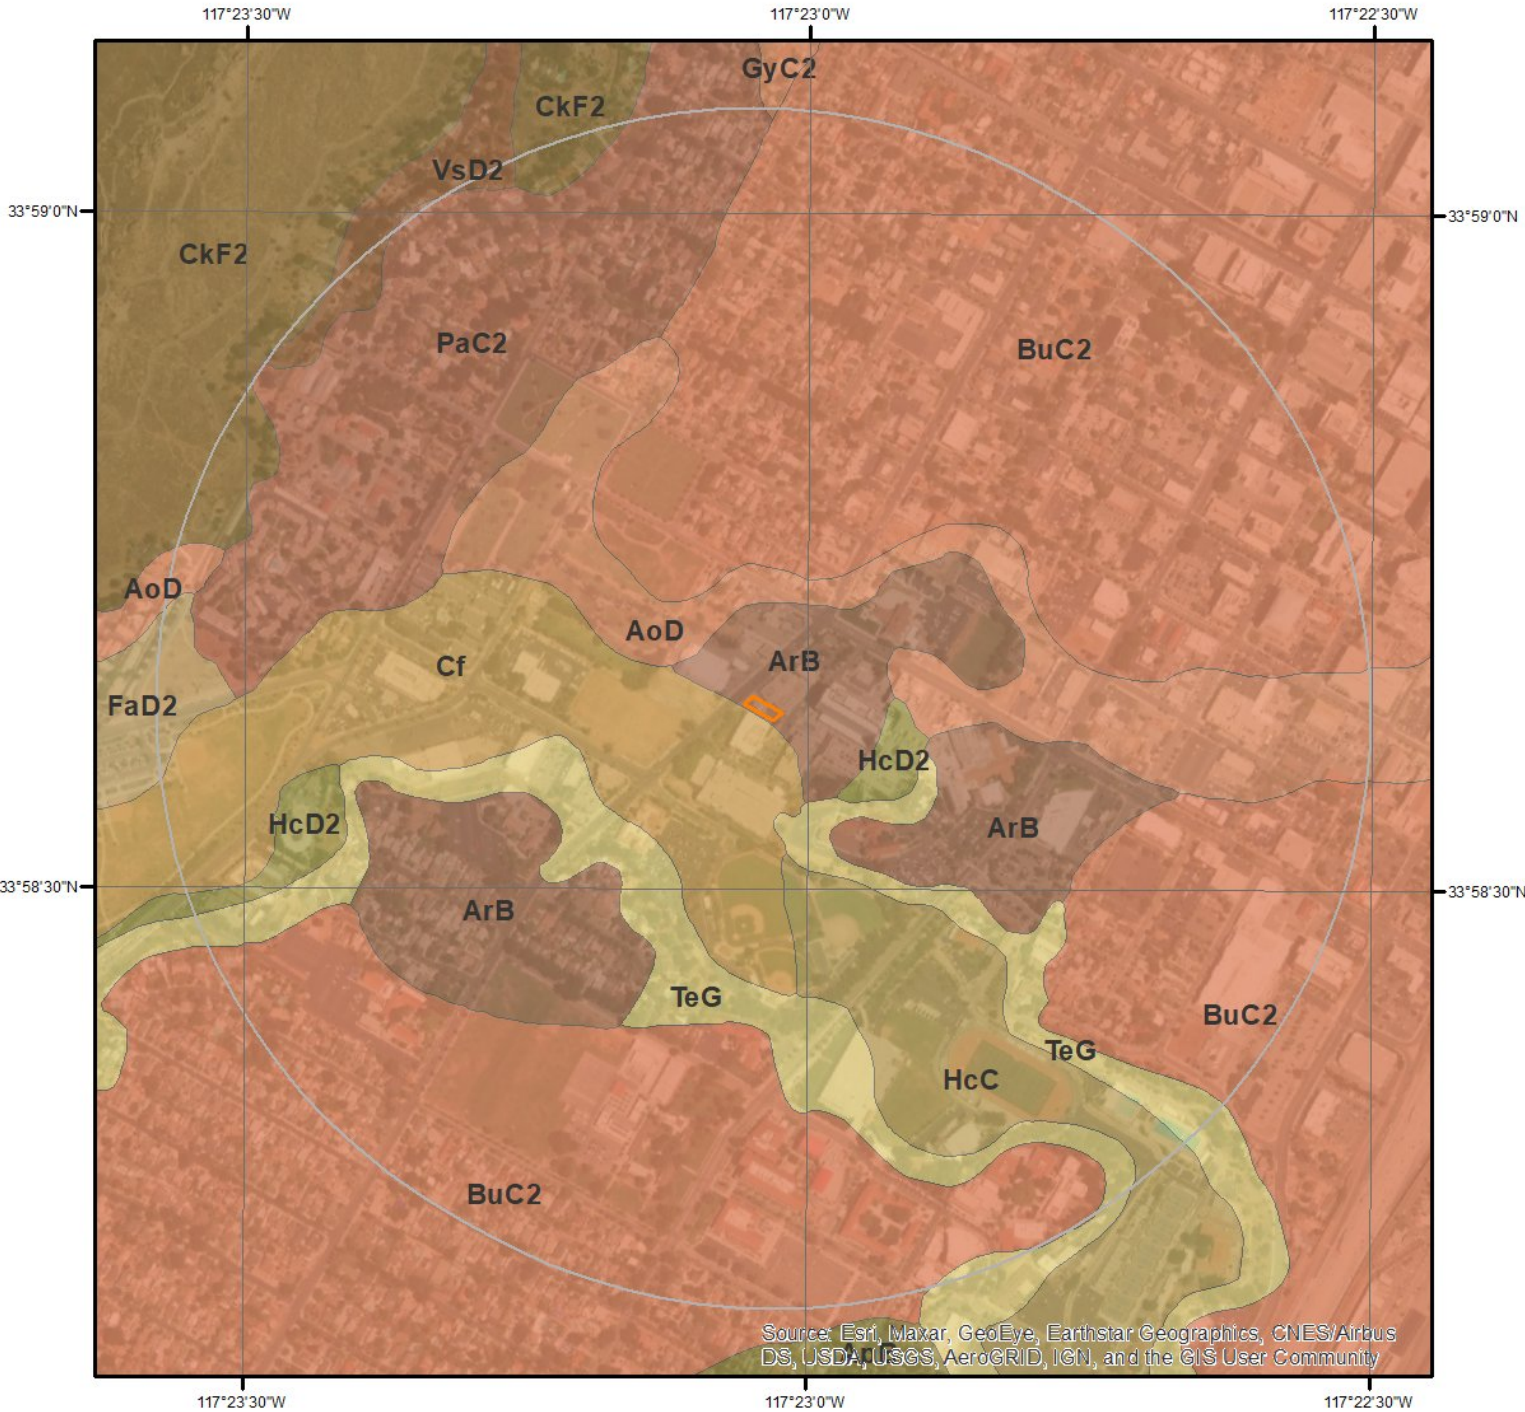 117°23'30"W
117°23'0"W
117°22'30"W
GyC2
CkF2
VsD2
33°59'0"N
33°59'0"N
CkF2
PaC2
BuC2
AoD
AoD
Cf
ArB
FaD2
HcD2
HcD2
ArB
33°58'30"N
33°58'30"N
ArB
TeG
BuC2
TeG
HcC
BuC2
Source: Esri, Maxar, GeoEye, Earthstar Geographics, CNES/Airbus
DS, USDA, USGS, AeroGRID, IGN, and the GIS User Community
117°23'30"W
117°23'0"W
117°22'30"W